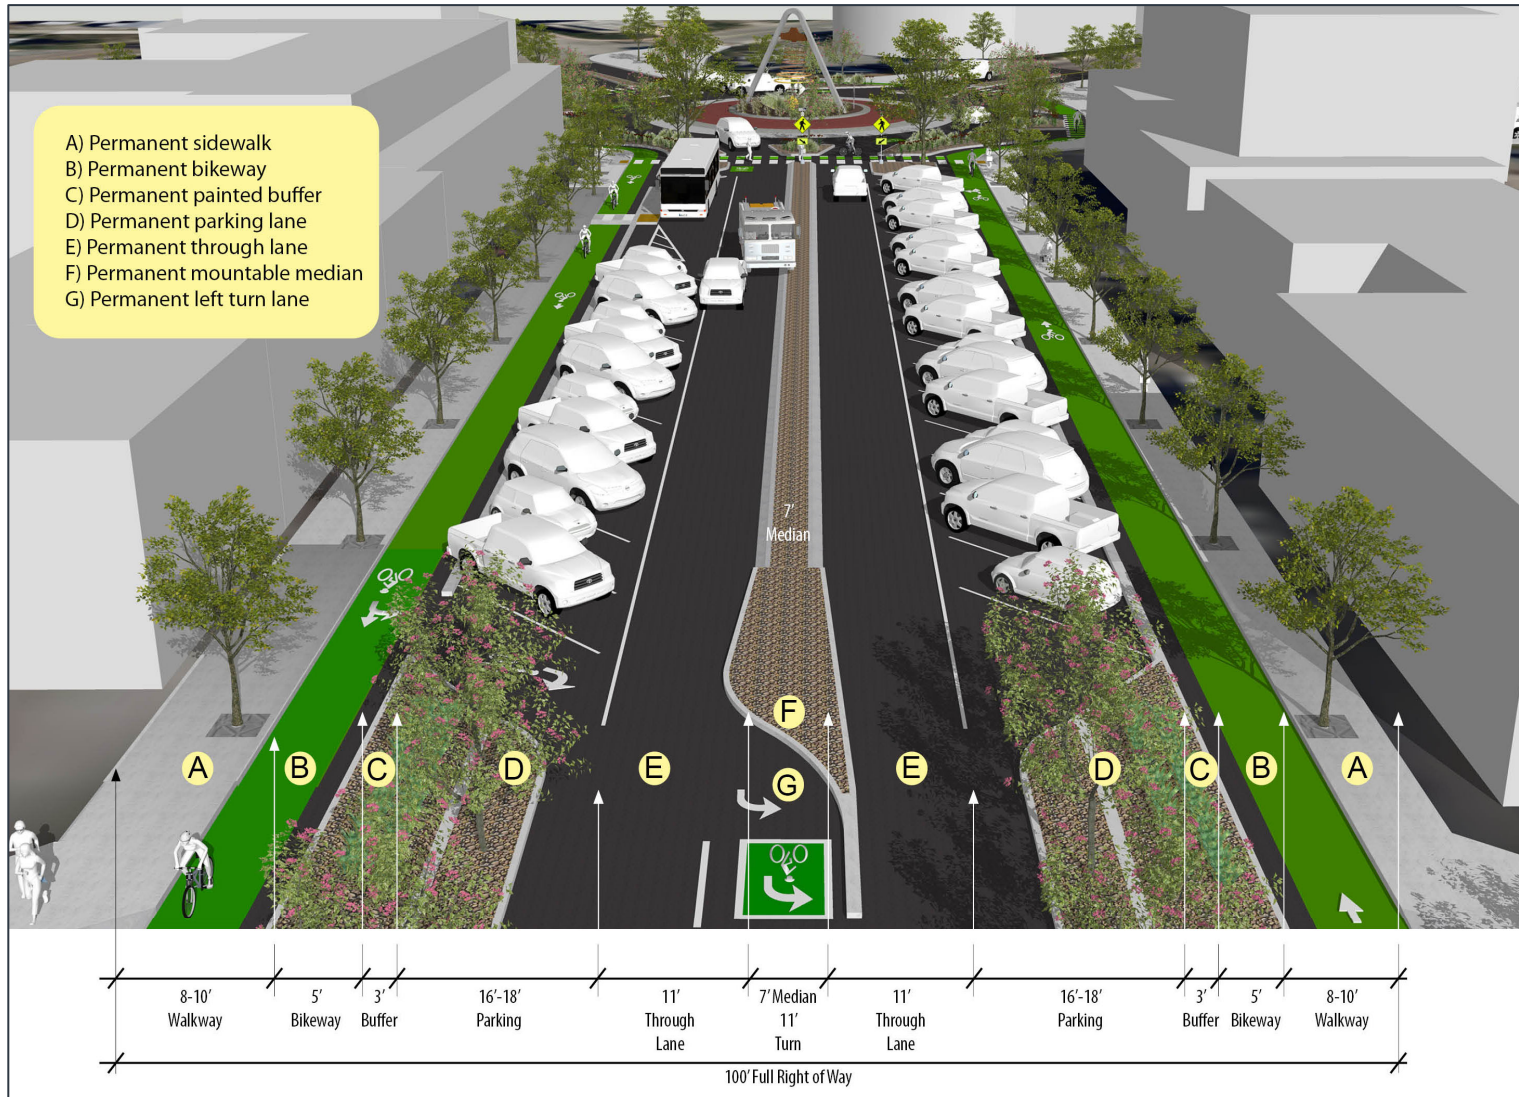 A) Permanent sidewalk
B) Permanent bikeway
C) Permanent painted buffer
D) Permanent parking lane
E) Permanent through lane
F) Permanent mountable median
G) Permanent left turn lane
7'
Median
F
A
B
C
D
E
G
E
D
C
B
A
8-10'
Walkway
5'
Bikeway
3'
Buffer
16'-18'
Parking
11'
Through
Lane
7' Median
11'
Turn
11'
Through
Lane
16'-18'
Parking
3'
Buffer
5'
Bikeway
8-10'
Walkway
100' Full Right of Way